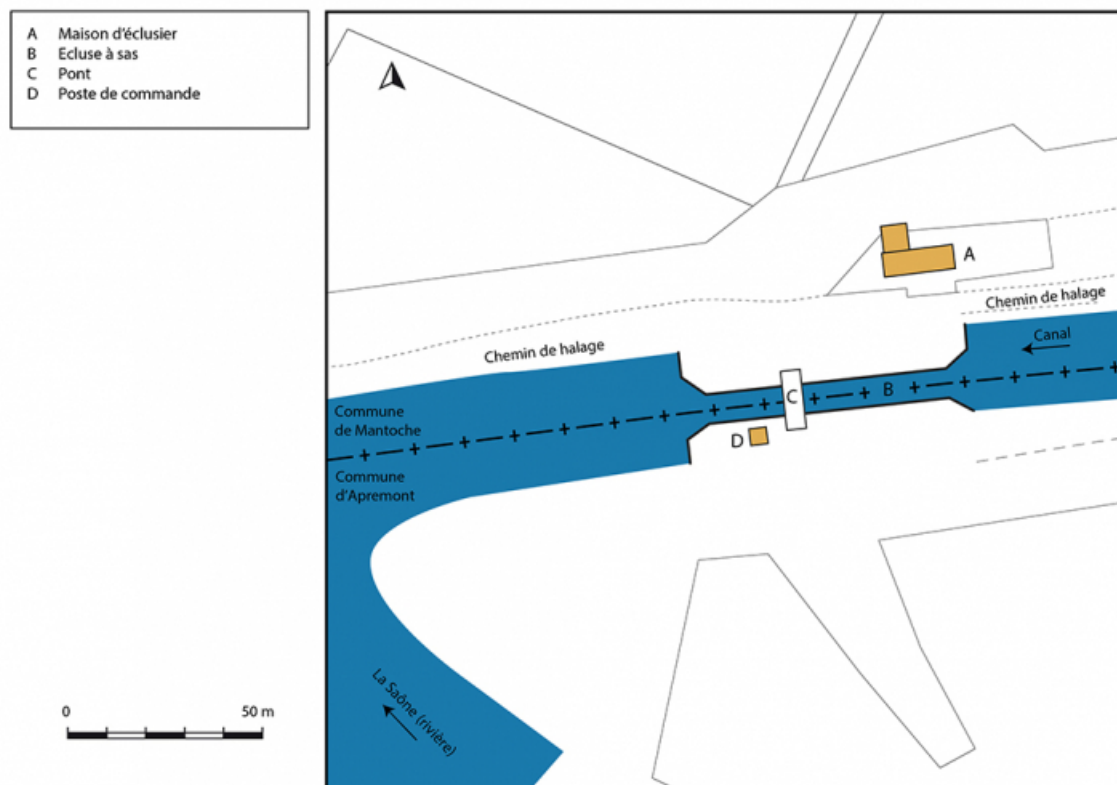 A Maison d'éclusier
B Ecluse à sas
C Pont
D Poste de commande
A
Chemin de halage
Canal
Chemin de halage
B
C
Commune
de Mantoche
D
Commune
d'Apremont
La Saône (rivière)
0 50 m